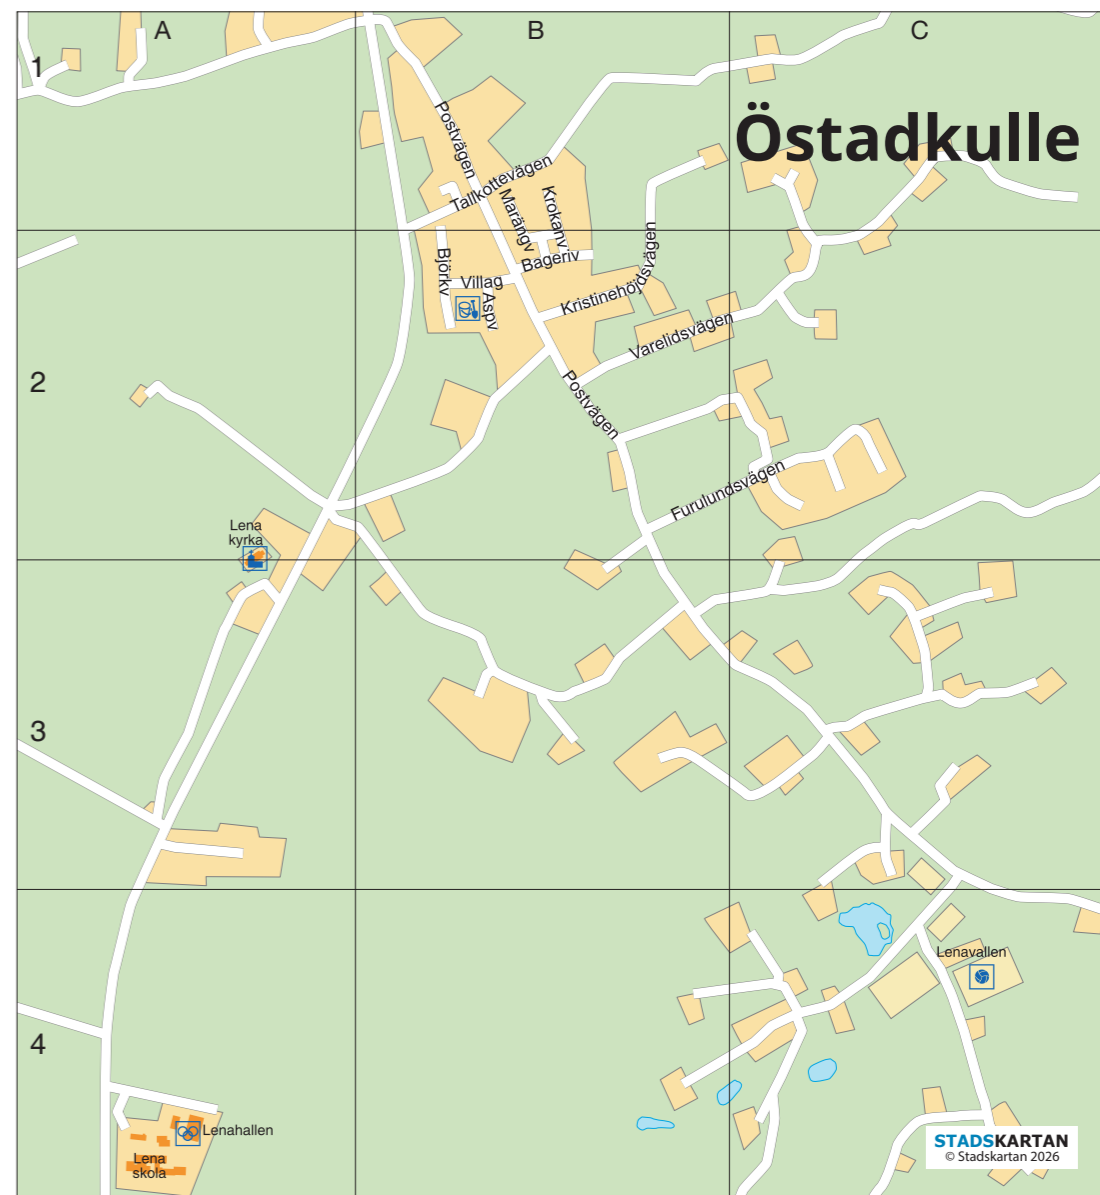 A
B
C
1
Östadkulle
Postvägen
Tallkottevägen
Marängv
Krokanv
Kristinehöjdsvägen
Björkv
Bageriv
Villag
Aspv
Varelidsvägen
2
Postvägen
Furulundsvägen
Lena
kyrka
3
Lenavallen
4
Lenahallen
Lena
skola
STADSKARTAN
© Stadskartan 2026